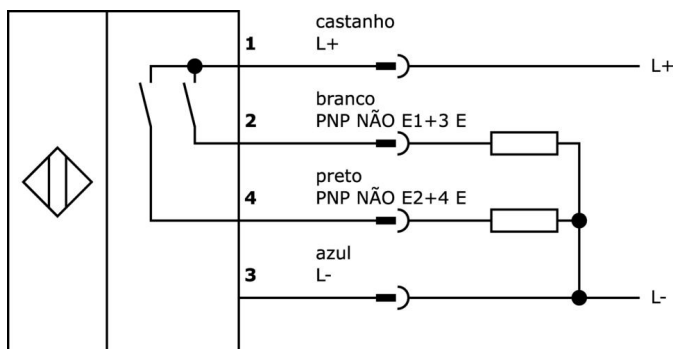 castanho
1 L+
L+
branco
2 PNP NÃO E1+3 E
preto
4 PNP NÃO E2+4 E
azul
3 L-
L-